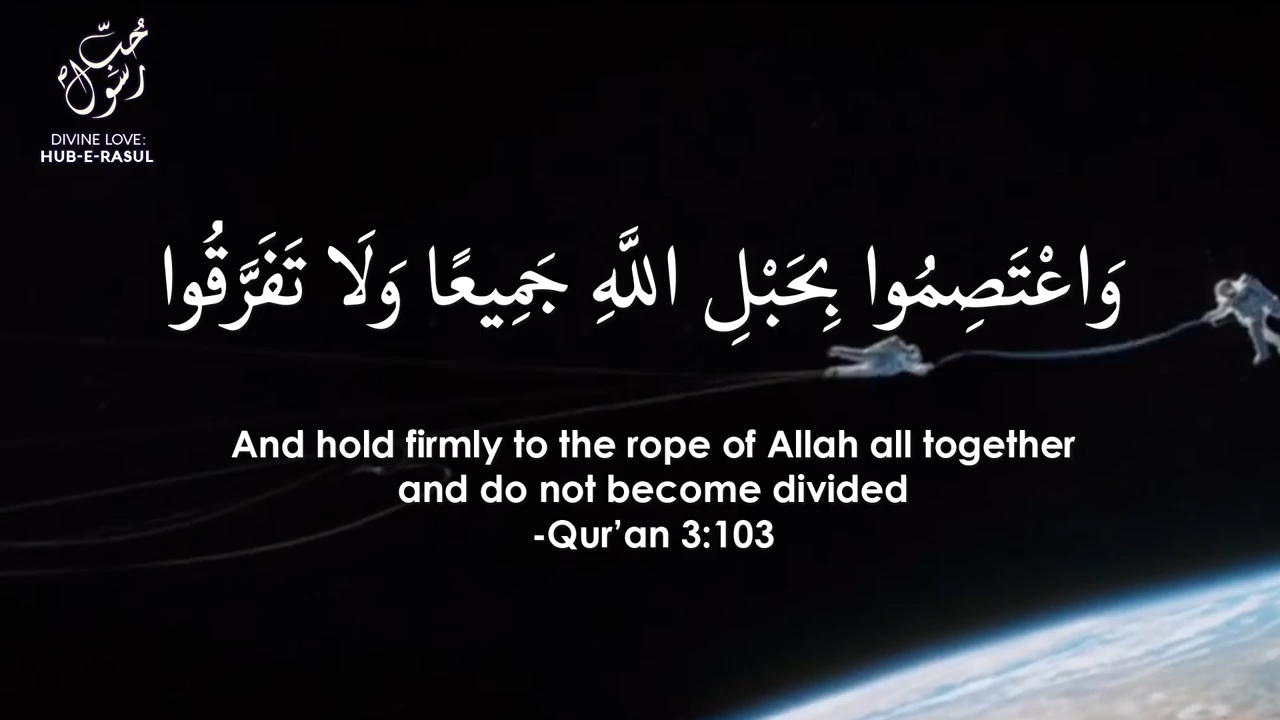 حُبّ
رَسُوْل
DIVINE LOVE:
HUB-E-RASUL
وَاعْتَصِمُوا بِحَبْلِ اللَّهِ جَمِيعًا وَلَا تَفَرَّقُوا
And hold firmly to the rope of Allah all together
and do not become divided
-Qur’an 3:103